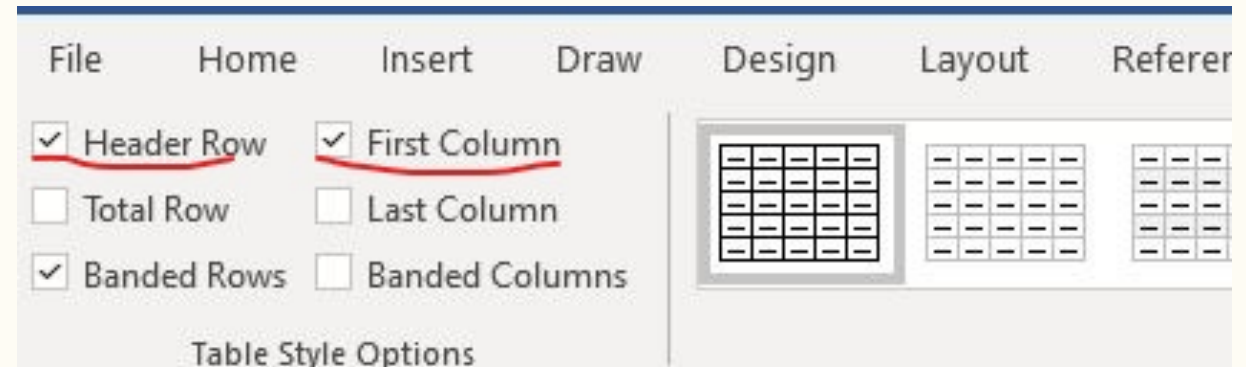 File Home Insert Draw Design Layout Referen
Header Row First Column
Total Row Last Column
Banded Rows Banded Columns
Table Style Options